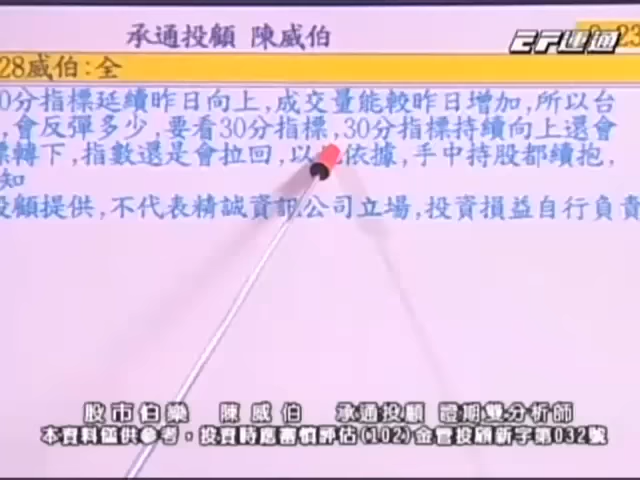 承通投顧 陳威伯
CF運通
23
28威伯:全
0分指標延續昨日向上,成交量能較昨日增加,所以台
,會反彈多少,要看30分指標,30分指標持續向上還會
標轉下,指數還是會拉回,以 依據,手中持股都續抱,
知
投顧提供,不代表精誠資訊公司立場,投資損益自行負責
股市伯樂 陳威伯 承通投顧 證期雙分析師
本資料僅供參考,投資時應審慎評估(102)金管投顧新字第032號